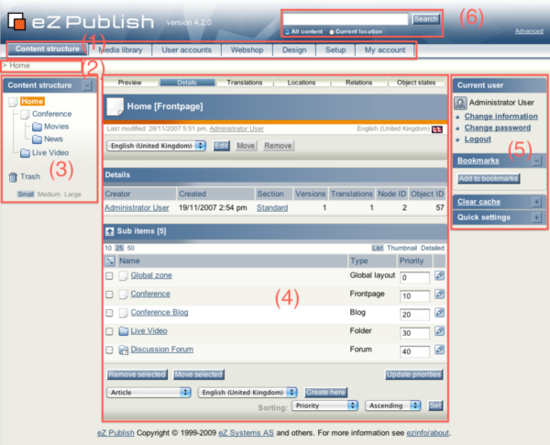 eZ Publish version 4.2.0
Search
All content Current location
(6)
Advanced
Content structure Media library User accounts Webshop Design Setup My account
(1)
> Home
(2)
Content structure -
Home
Conference
Movies
News
Live Video
Trash
(3)
Small Medium Large
Preview Details Translations Locations Relations Object states
Home [Frontpage]
Last modified: 28/11/2007 5:51 pm, Administrator User English (United Kingdom)
English (United Kingdom) Edit Move Remove
Details
Creator Created Section Versions Translations Node ID Object ID
Administrator User 19/11/2007 2:54 pm Standard 1 1 2 57
Sub items [5]
10 25 50 List Thumbnail Detailed
Name Type Priority
Global zone Global layout 0
Conference Frontpage 10
Conference Blog Blog 20
Live Video Folder 30
Discussion Forum Forum 40
(4)
Remove selected Move selected Update priorities
Article English (United Kingdom) Create here
Sorting: Priority Ascending Set
Current user
Administrator User
Change information
Change password
Logout
(5)
Bookmarks -
Add to bookmarks
Clear cache +
Quick settings +
eZ Publish Copyright © 1999-2009 eZ Systems AS and others. For more information see ezinfo/about.